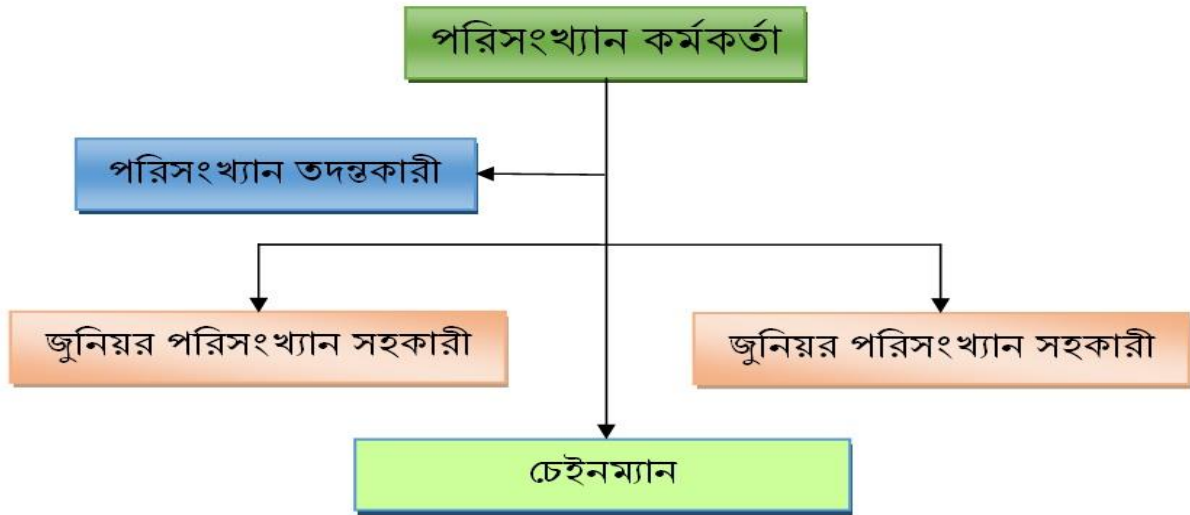 পরিসংখ্যান কর্মকর্তা
পরিসংখ্যান তদন্তকারী
জুনিয়র পরিসংখ্যান সহকারী
জুনিয়র পরিসংখ্যান সহকারী
চেইনম্যান